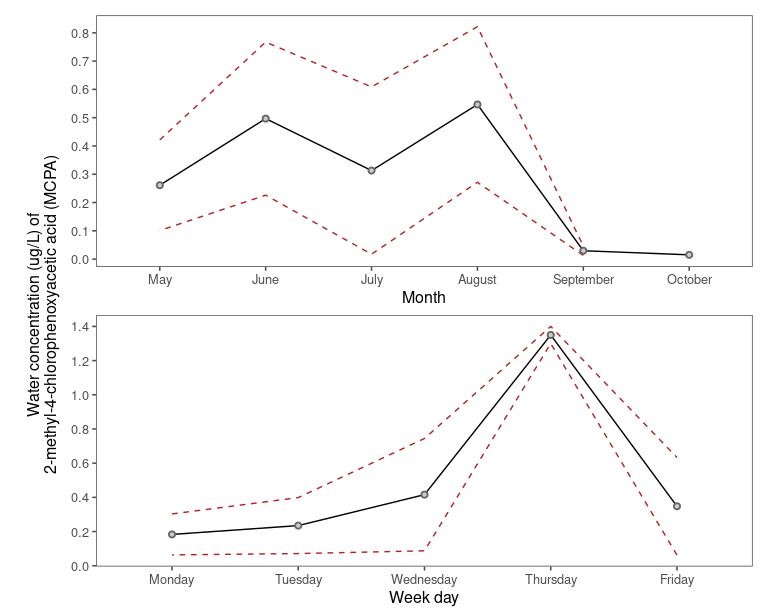 Water concentration (ug/L) of
2-methyl-4-chlorophenoxyacetic acid (MCPA)
0.8
0.7
0.6
0.5
0.4
0.3
0.2
0.1
0.0
May June July August September October
Month
1.4
1.2
1.0
0.8
0.6
0.4
0.2
0.0
Monday Tuesday Wednesday Thursday Friday
Week day